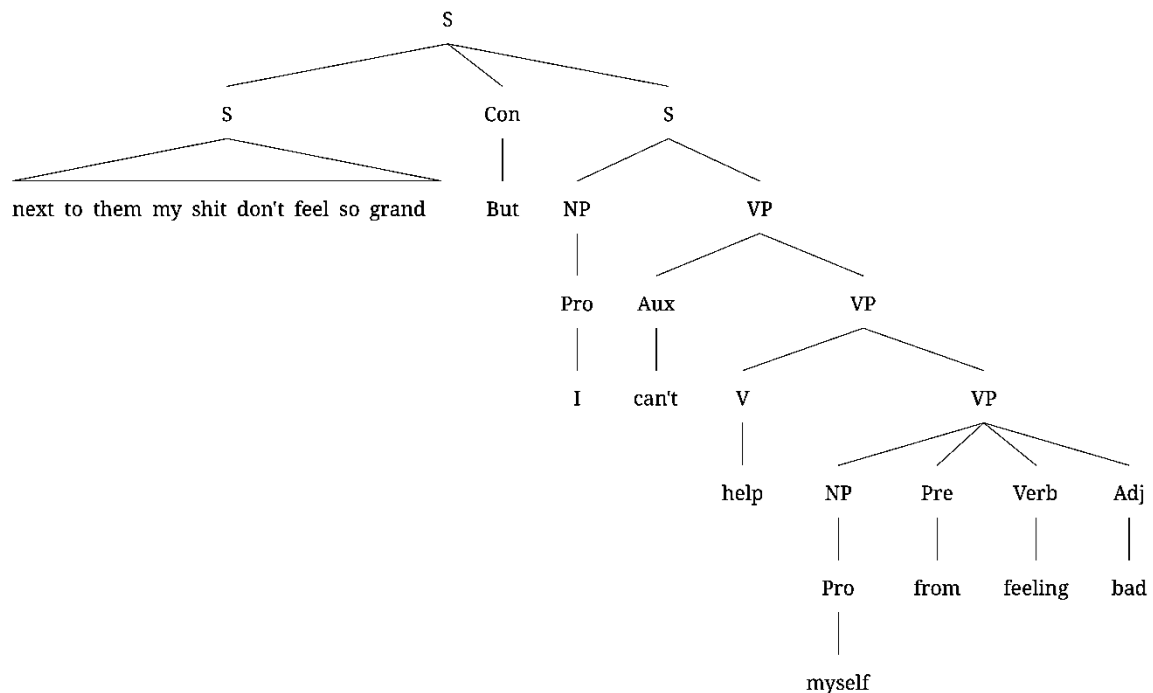 S
S Con S
next to them my shit don't feel so grand But NP VP
Pro Aux VP
I can't V VP
help NP Pre Verb Adj
Pro from feeling bad
myself